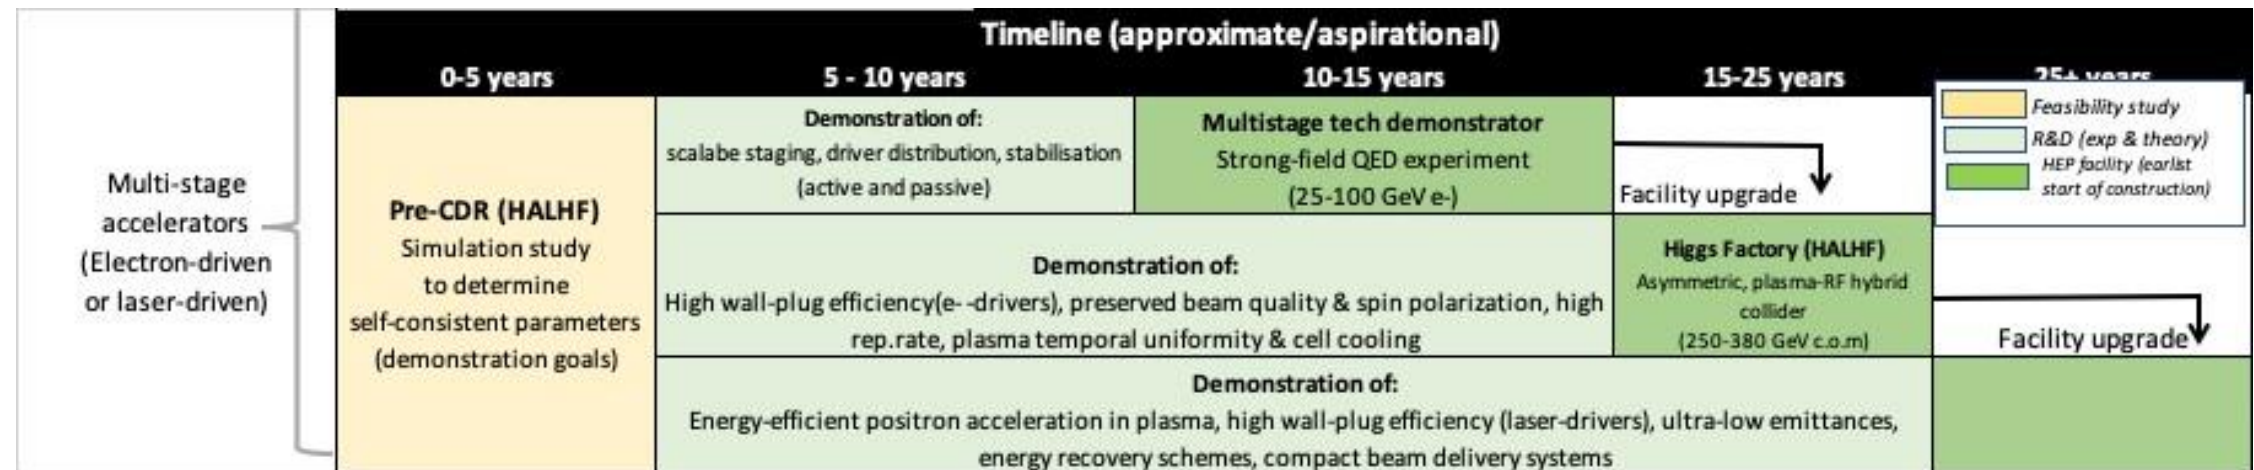 Timeline (approximate/aspirational)
0-5 years
5 - 10 years
10-15 years
15-25 years
25+ years
Multi-stage
accelerators
(Electron-driven
or laser-driven)
Pre-CDR (HALHF)
Simulation study
to determine
self-consistent parameters
(demonstration goals)
Demonstration of:
scalabe staging, driver distribution, stabilisation
(active and passive)
Multistage tech demonstrator
Strong-field QED experiment
(25-100 GeV e-)
Facility upgrade
Feasibility study
R&D (exp & theory)
HEP facility (earlist
start of construction)
Demonstration of:
High wall-plug efficiency(e- -drivers), preserved beam quality & spin polarization, high
rep.rate, plasma temporal uniformity & cell cooling
Higgs Factory (HALHF)
Asymmetric, plasma-RF hybrid
collider
(250-380 GeV c.o.m)
Facility upgrade
Demonstration of:
Energy-efficient positron acceleration in plasma, high wall-plug efficiency (laser-drivers), ultra-low emittances,
energy recovery schemes, compact beam delivery systems